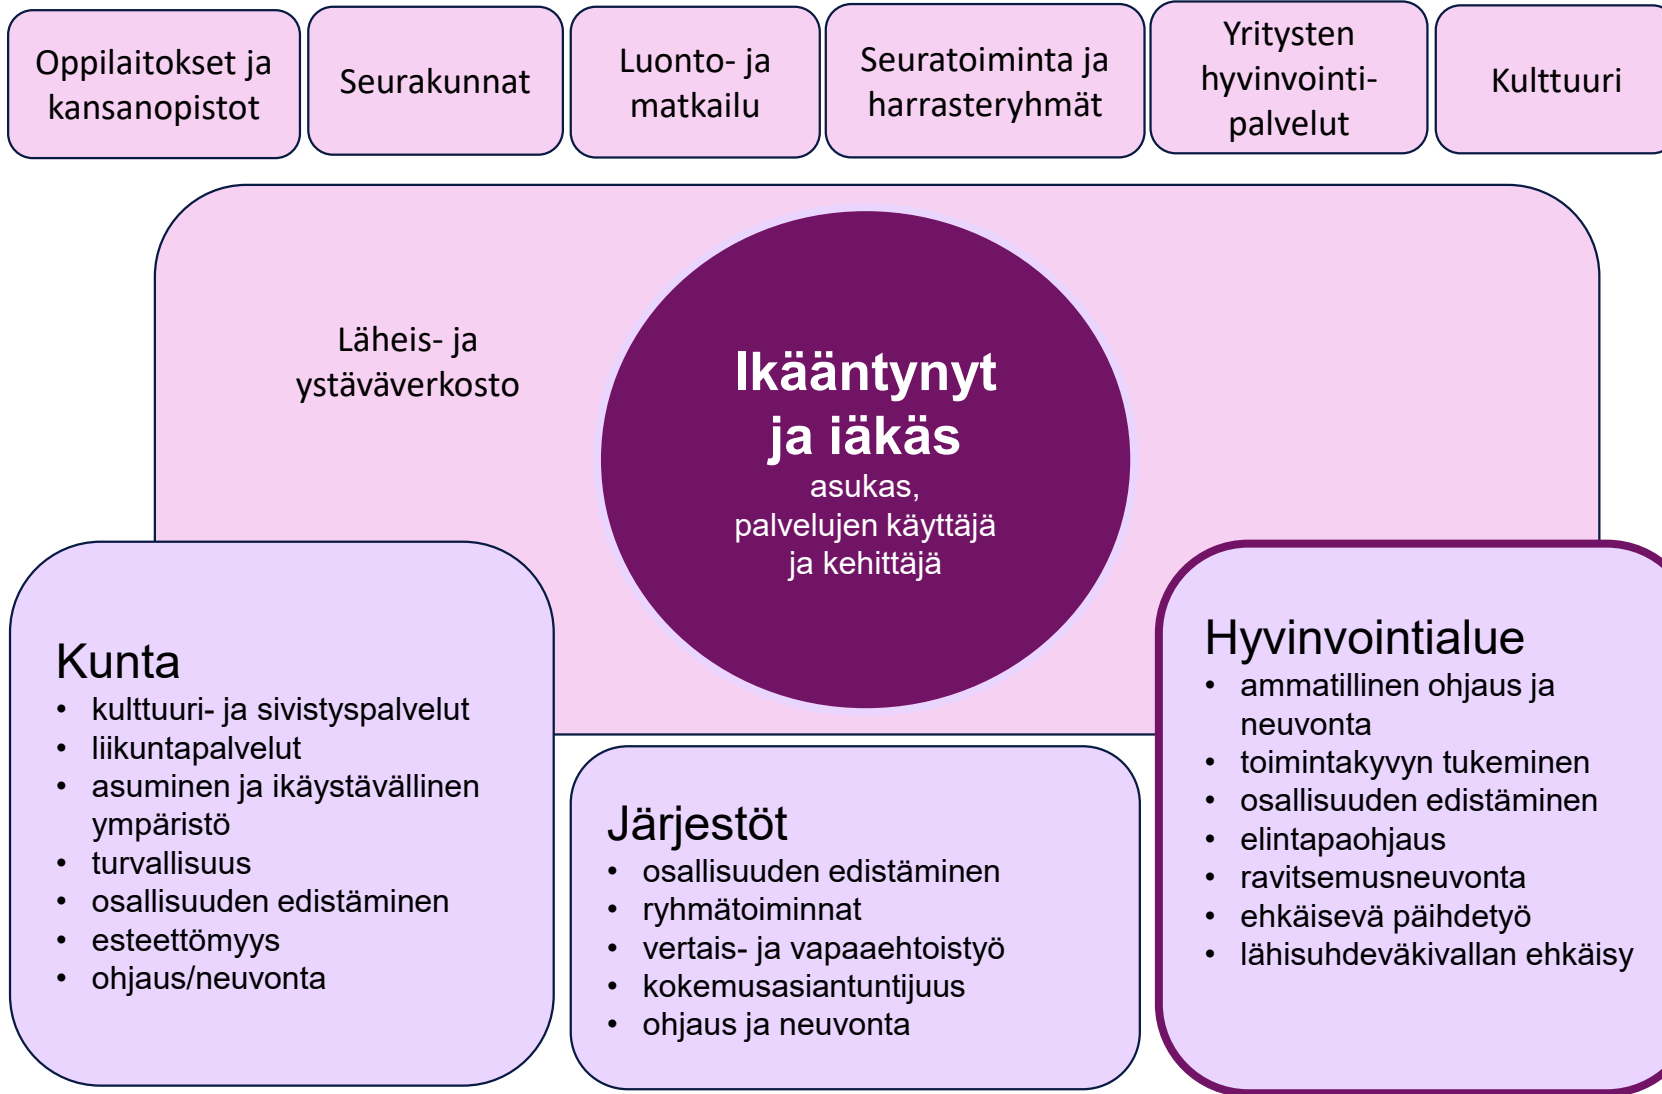 Oppilaitokset ja
kansanopistot
Seurakunnat
Luonto- ja
matkailu
Seuratoiminta ja
harrasteryhmät
Yritysten
hyvinvointi-
palvelut
Kulttuuri
Läheis- ja
ystäväverkosto
Ikääntynyt
ja iäkäs
asukas,
palvelujen käyttäjä
ja kehittäjä
Kunta
• kulttuuri- ja sivistyspalvelut
• liikuntapalvelut
• asuminen ja ikäystävällinen
ympäristö
• turvallisuus
• osallisuuden edistäminen
• esteettömyys
• ohjaus/neuvonta
Järjestöt
• osallisuuden edistäminen
• ryhmätoiminnat
• vertais- ja vapaaehtoistyö
• kokemusasiantuntijuus
• ohjaus ja neuvonta
Hyvinvointialue
• ammatillinen ohjaus ja
neuvonta
• toimintakyvyn tukeminen
• osallisuuden edistäminen
• elintapaohjaus
• ravitsemusneuvonta
• ehkäisevä päihdetyö
• lähisuhdeväkivallan ehkäisy